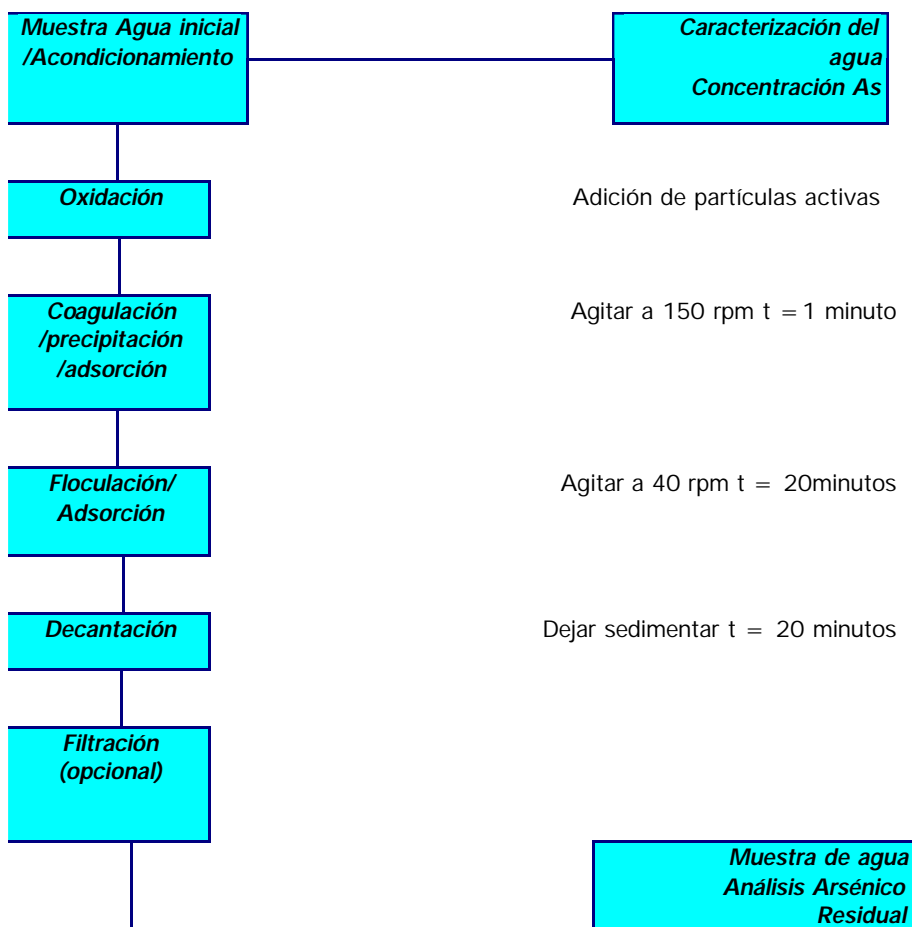 Muestra Agua inicial
/Acondicionamiento
Caracterización del
agua
Concentración As
Oxidación
Adición de partículas activas
Coagulación
/precipitación
/adsorción
Agitar a 150 rpm t =1 minuto
Floculación/
Adsorción
Agitar a 40 rpm t = 20minutos
Decantación
Dejar sedimentar t = 20 minutos
Filtración
(opcional)
Muestra de agua
Análisis Arsénico
Residual